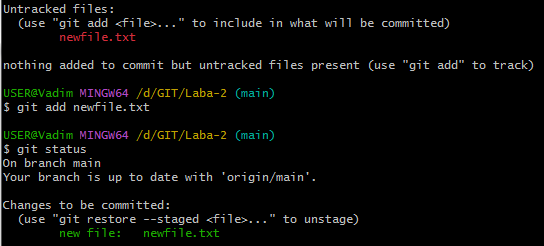 Untracked files:
  (use "git add <file>..." to include in what will be committed)
        newfile.txt

nothing added to commit but untracked files present (use "git add" to track)

USER@Vadim MINGW64 /d/GIT/Laba-2 (main)
$ git add newfile.txt

USER@Vadim MINGW64 /d/GIT/Laba-2 (main)
$ git status
On branch main
Your branch is up to date with 'origin/main'.

Changes to be committed:
  (use "git restore --staged <file>..." to unstage)
        new file:   newfile.txt